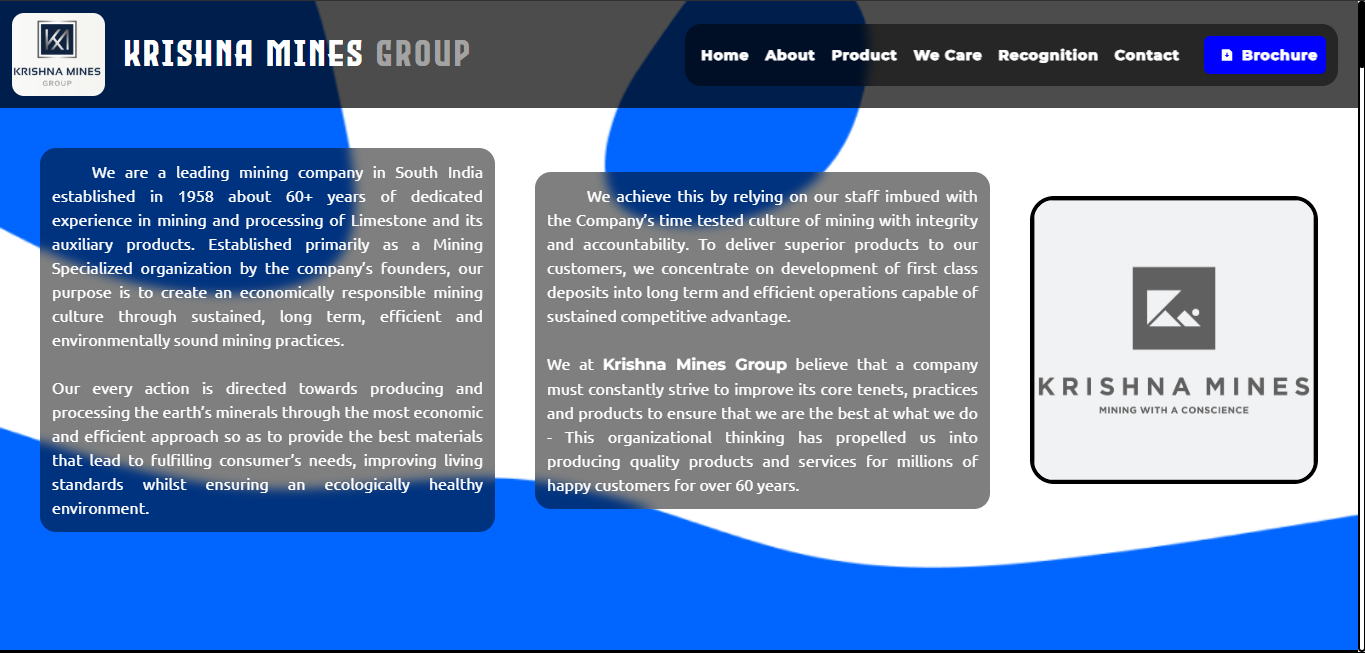 KRISHNA MINES
GROUP
KRISHNA MINES GROUP
Home About Product We Care Recognition Contact Brochure
We are a leading mining company in South India
established in 1958 about 60+ years of dedicated
experience in mining and processing of Limestone and its
auxiliary products. Established primarily as a Mining
Specialized organization by the company's founders, our
purpose is to create an economically responsible mining
culture through sustained, long term, efficient and
environmentally sound mining practices.
Our every action is directed towards producing and
processing the earth's minerals through the most economic
and efficient approach so as to provide the best materials
that lead to fulfilling consumer's needs, improving living
standards whilst ensuring an ecologically healthy
environment.
We achieve this by relying on our staff imbued with
the Company's time tested culture of mining with integrity
and accountability. To deliver superior products to our
customers, we concentrate on development of first class
deposits into long term and efficient operations capable of
sustained competitive advantage.
We at Krishna Mines Group believe that a company
must constantly strive to improve its core tenets, practices
and products to ensure that we are the best at what we do
- This organizational thinking has propelled us into
producing quality products and services for millions of
happy customers for over 60 years.
KRISHNA MINES
MINING WITH A CONSCIENCE